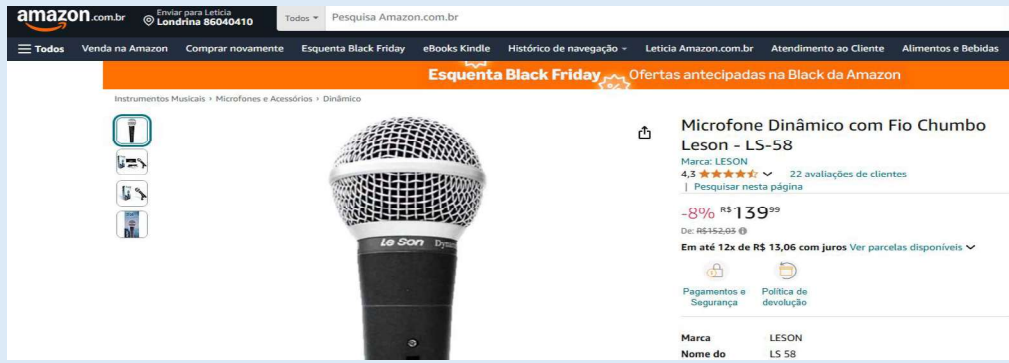 amazon.com.br
Enviar para Leticia
Londrina 86040410
Todos
Pesquisa Amazon.com.br
Todos Venda na Amazon Comprar novamente Esquenta Black Friday eBooks Kindle Histórico de navegação Leticia Amazon.com.br Atendimento ao Cliente Alimentos e Bebidas
Esquenta Black Friday Ofertas antecipadas na Black da Amazon
Instrumentos Musicais › Microfones e Acessórios › Dinâmico
Le Son Dynam
Microfone Dinâmico com Fio Chumbo
Leson - LS-58
Marca: LESON
4,3 22 avaliações de clientes
| Pesquisar nesta página
-8% R$ 13999
De: R$152,03
Em até 12x de R$ 13,06 com juros Ver parcelas disponíveis
Pagamentos e Segurança
Política de devolução
Marca LESON
Nome do LS 58